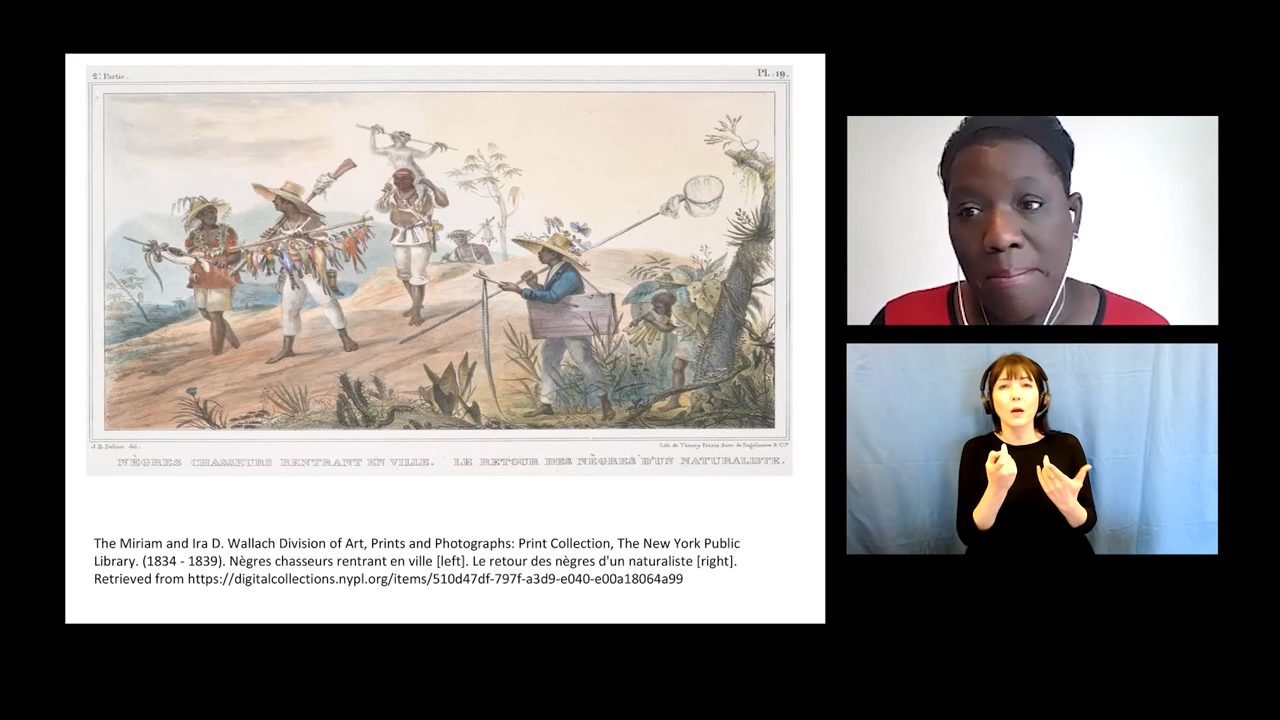 2e Partie.
Pl. 19.
J.B. Debret del.
Lith. de Thierry Frères Succ. de Engelmann & Cie
NÈGRES CHASSEURS RENTRANT EN VILLE. LE RETOUR DES NÈGRES D'UN NATURALISTE.
The Miriam and Ira D. Wallach Division of Art, Prints and Photographs: Print Collection, The New York Public
Library. (1834 - 1839). Nègres chasseurs rentrant en ville [left]. Le retour des nègres d'un naturaliste [right].
Retrieved from https://digitalcollections.nypl.org/items/510d47df-797f-a3d9-e040-e00a18064a99